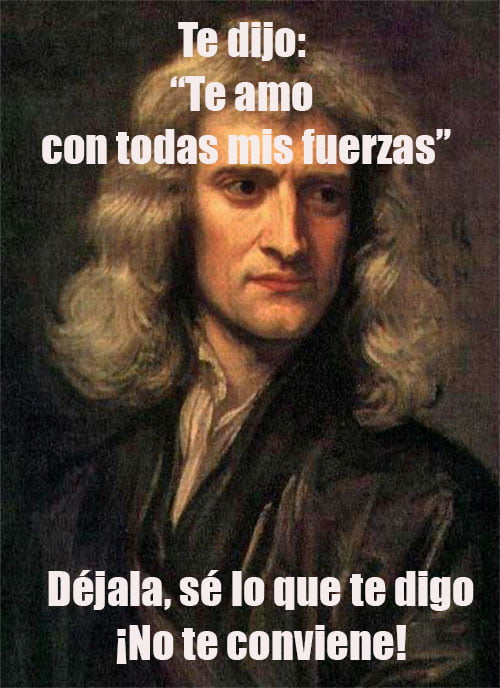 Te dijo:
“Te amo
con todas mis fuerzas”
Déjala, sé lo que te digo
¡No te conviene!